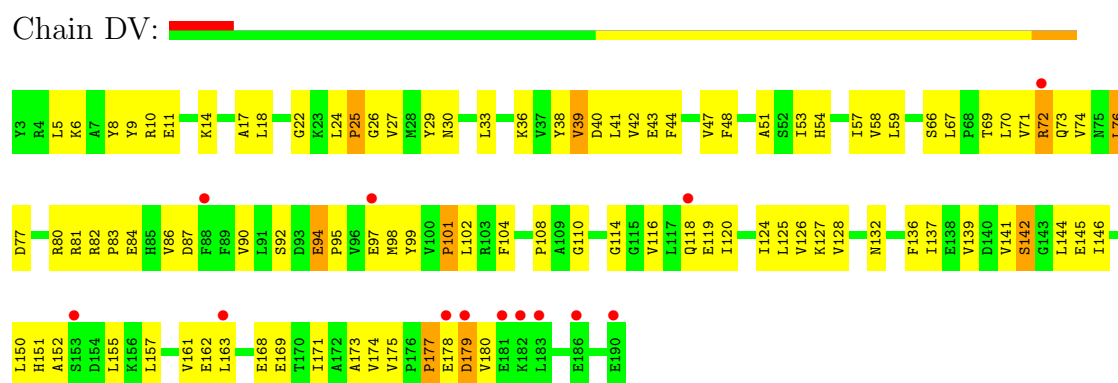 Chain DV:
Y3 R4 L5 K6 A7 Y8 Y9 R10 E11 K14 A17 L18 G22 K23 L24 P25 G26 V27 M28 Y29 N30 L33 K36 V37 Y38 V39 D40 L41 V42 E43 F44 V47 F48 A51 S52 I53 H54 I57 V58 L59 S66 L67 P68 T69 L70 V71 R72 Q73 V74 N75 L76
D77 R80 R81 R82 P83 E84 H85 V86 D87 F88 F89 V90 L91 S92 D93 E94 P95 V96 E97 M98 Y99 V100 P101 L102 R103 F104 P108 A109 G110 G114 G115 V116 L117 Q118 E119 I120 I124 L125 V126 K127 V128 N132 F136 I137 E138 V139 D140 V141 S142 G143 L144 E145 I146
L150 H151 A152 S153 D154 L155 K156 L157 V161 E162 L163 E168 E169 T170 I171 A172 A173 V174 V175 P176 P177 E178 D179 V180 E181 K182 L183 E186 E190